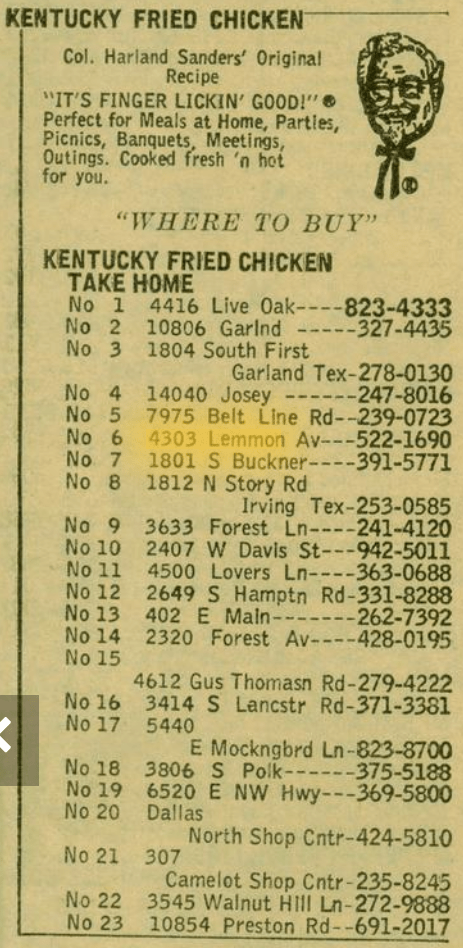 KENTUCKY FRIED CHICKEN
Col. Harland Sanders' Original
Recipe
"IT'S FINGER LICKIN' GOOD!" ®
Perfect for Meals at Home, Parties,
Picnics, Banquets, Meetings,
Outings. Cooked fresh 'n hot
for you.
®
"WHERE TO BUY"
KENTUCKY FRIED CHICKEN
TAKE HOME
No 1 4416 Live Oak----823-4333
No 2 10806 Garlnd -----327-4435
No 3 1804 South First
Garland Tex-278-0130
No 4 14040 Josey ------247-8016
No 5 7975 Belt Line Rd--239-0723
No 6 4303 Lemmon Av---522-1690
No 7 1801 S Buckner----391-5771
No 8 1812 N Story Rd
Irving Tex-253-0585
No 9 3633 Forest Ln----241-4120
No 10 2407 W Davis St---942-5011
No 11 4500 Lovers Ln----363-0688
No 12 2649 S Hamptn Rd-331-8288
No 13 402 E Main-------262-7392
No 14 2320 Forest Av----428-0195
No 15
4612 Gus Thomasn Rd-279-4222
No 16 3414 S Lancstr Rd-371-3381
No 17 5440
E Mockngbrd Ln-823-8700
No 18 3806 S Polk------375-5188
No 19 6520 E NW Hwy---369-5800
No 20 Dallas
North Shop Cntr-424-5810
No 21 307
Camelot Shop Cntr-235-8245
No 22 3545 Walnut Hill Ln-272-9888
No 23 10854 Preston Rd--691-2017